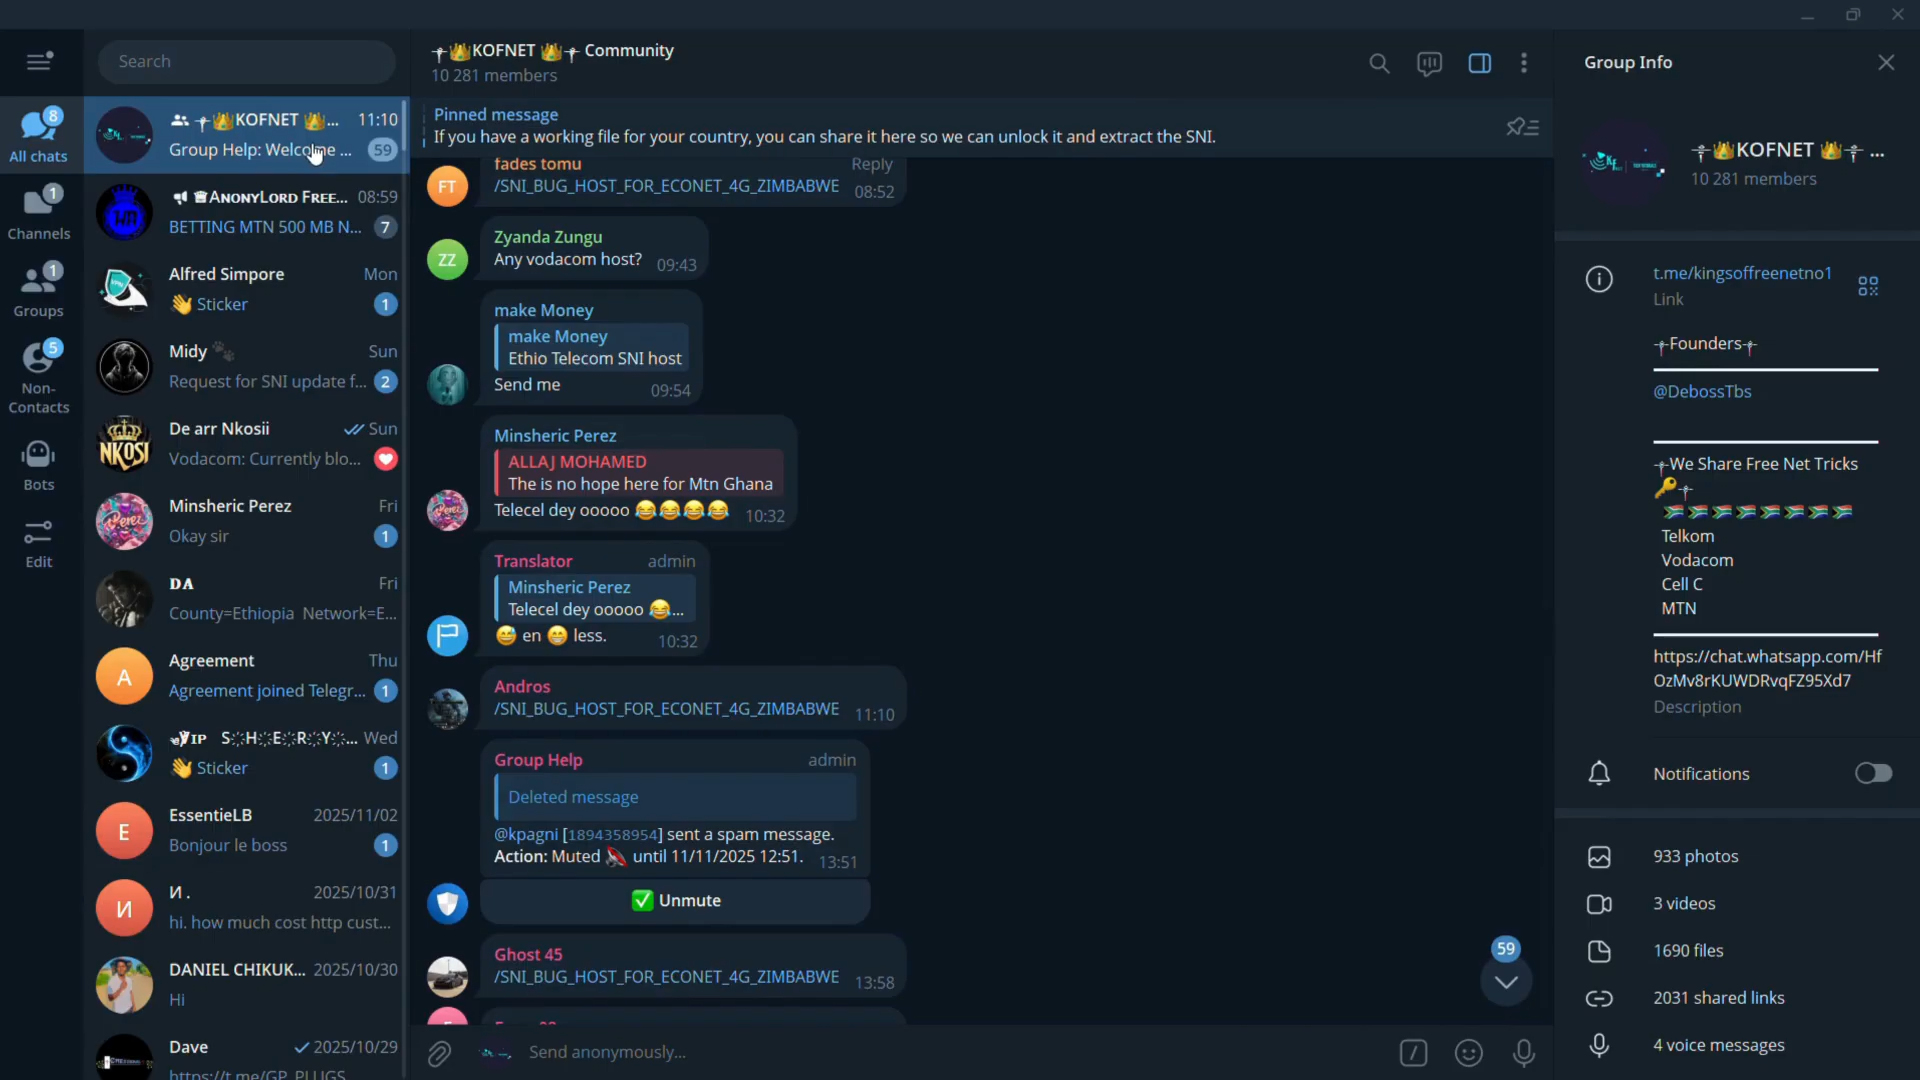 Search
All chats
8
Channels
1
Groups
1
Non-
Contacts
5
Bots
Edit
KOFNET 👑... 11:10
Group Help: Welcome ... 59
♛AɴᴏɴʏLᴏʀᴅ Fʀᴇᴇ... 08:59
BETTING MTN 500 MB N... 7
Alfred Simpore Mon
👋 Sticker 1
Midy 🐾 Sun
Request for SNI update f... 2
De arr Nkosii Sun
Vodacom: Currently blo...
NKOSI
Minsheric Perez Fri
Okay sir 1
DA Fri
County=Ethiopia Network=E...
A
Agreement Thu
Agreement joined Telegr... 1
VIP S҉H҉E҉R҉Y҉... Wed
👋 Sticker 1
E
EssentieLB 2025/11/02
Bonjour le boss 1
И
И . 2025/10/31
hi. how much cost http cust...
DANIEL CHIKUK... 2025/10/30
Hi
Dave 2025/10/29
https://t.me/GP_PLUGS
👑KOFNET 👑 Community
10 281 members
Pinned message
If you have a working file for your country, you can share it here so we can unlock it and extract the SNI.
fades tomu Reply
FT
/SNI_BUG_HOST_FOR_ECONET_4G_ZIMBABWE 08:52
Zyanda Zungu
ZZ
Any vodacom host? 09:43
make Money
make Money
Ethio Telecom SNI host
Send me 09:54
Minsheric Perez
ALLAJ MOHAMED
The is no hope here for Mtn Ghana
Telecel dey ooooo 😂😂😂😂 10:32
Translator admin
Minsheric Perez
Telecel dey ooooo 😂...
😅 en 😁 less. 10:32
Andros
/SNI_BUG_HOST_FOR_ECONET_4G_ZIMBABWE 11:10
Group Help admin
Deleted message
@kpagni [1894358954] sent a spam message.
Action: Muted 🔇 until 11/11/2025 12:51. 13:51
✅ Unmute
Ghost 45
/SNI_BUG_HOST_FOR_ECONET_4G_ZIMBABWE 13:58
59
Send anonymously...
Group Info
👑KOFNET 👑 ...
10 281 members
t.me/kingsoffreenetno1
Link
Founders
@DebossTbs
We Share Free Net Tricks
🔑
🇿🇦🇿🇦🇿🇦🇿🇦🇿🇦🇿🇦🇿🇦🇿🇦
Telkom
Vodacom
Cell C
MTN
https://chat.whatsapp.com/Hf
OzMv8rKUWDRvqFZ95Xd7
Description
Notifications
933 photos
3 videos
1690 files
2031 shared links
4 voice messages